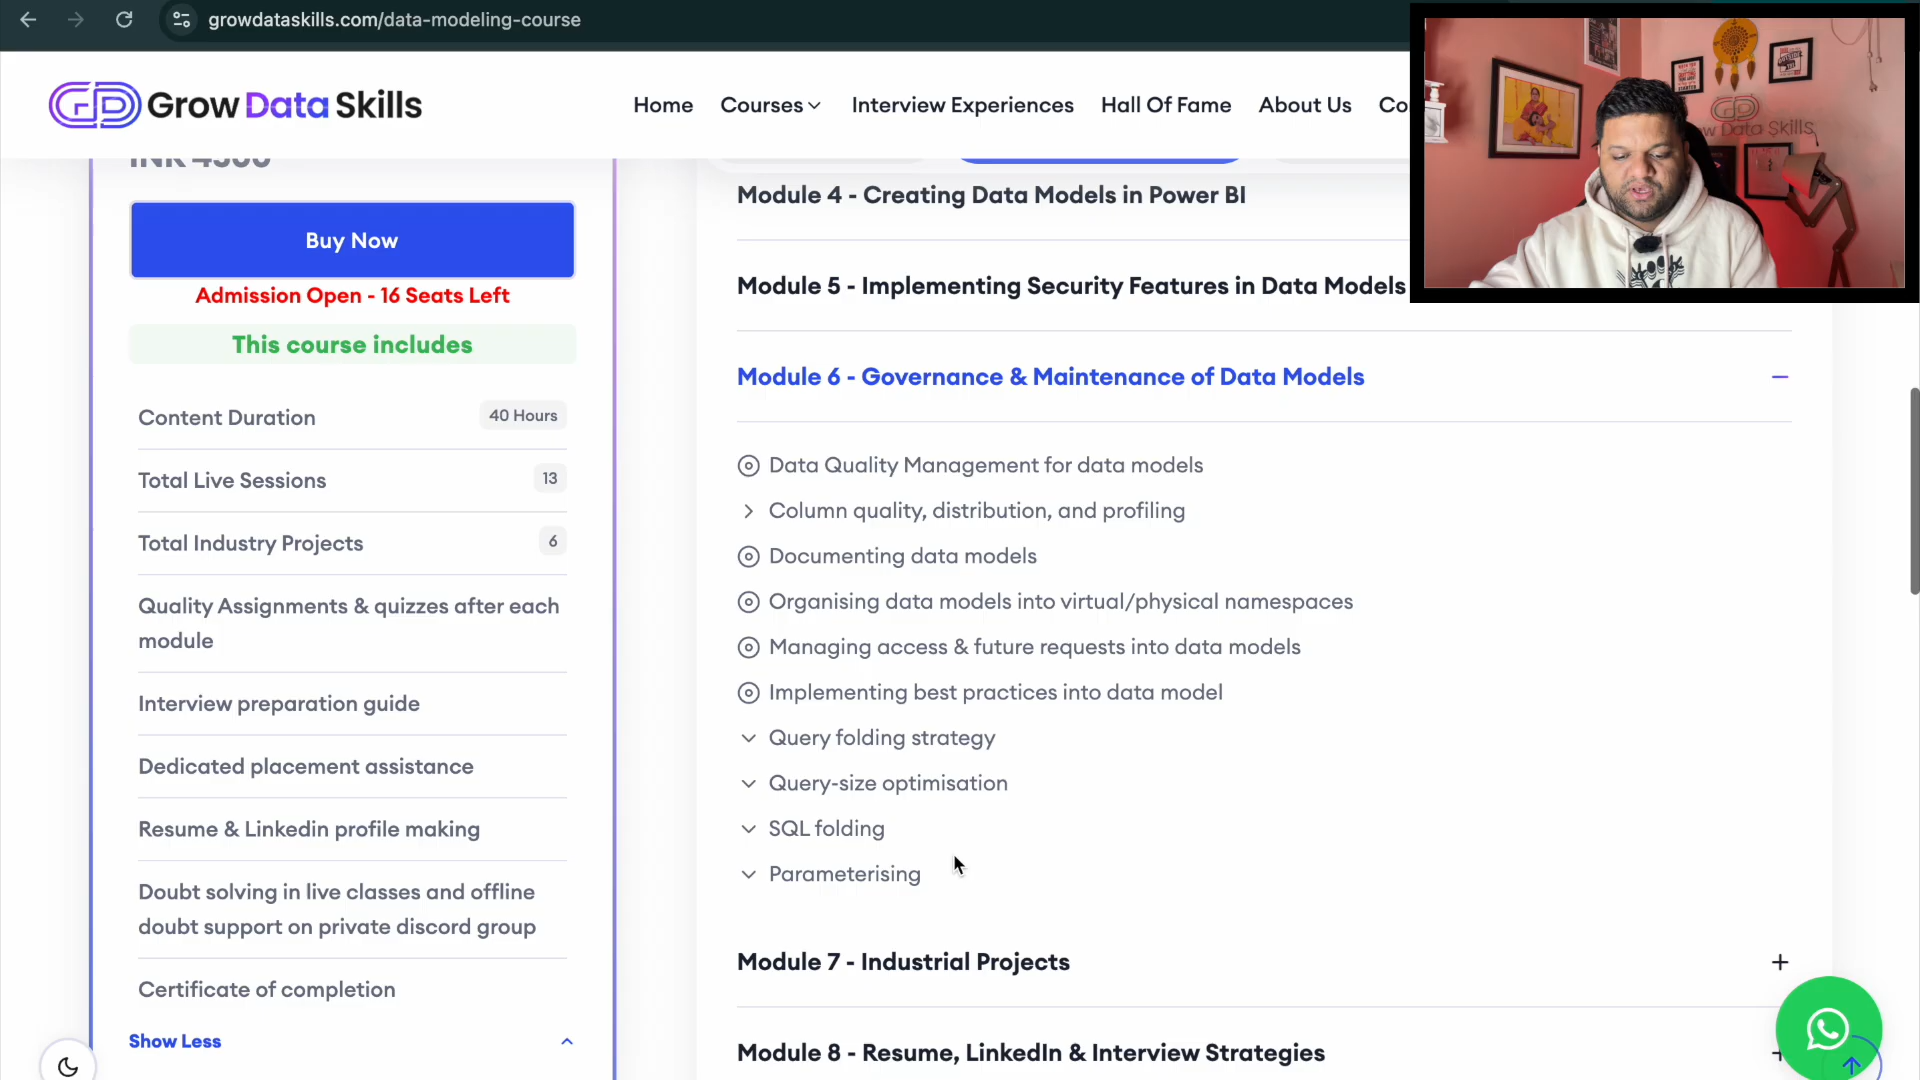 growdataskills.com/data-modeling-course
GD Grow Data Skills
Home
Courses
Interview Experiences
Hall Of Fame
About Us
Co
INR 4500
Buy Now
Admission Open - 16 Seats Left
This course includes
Content Duration
40 Hours
Total Live Sessions
13
Total Industry Projects
6
Quality Assignments & quizzes after each
module
Interview preparation guide
Dedicated placement assistance
Resume & Linkedin profile making
Doubt solving in live classes and offline
doubt support on private discord group
Certificate of completion
Show Less
Module 4 - Creating Data Models in Power BI
Module 5 - Implementing Security Features in Data Models
Module 6 - Governance & Maintenance of Data Models
Data Quality Management for data models
Column quality, distribution, and profiling
Documenting data models
Organising data models into virtual/physical namespaces
Managing access & future requests into data models
Implementing best practices into data model
Query folding strategy
Query-size optimisation
SQL folding
Parameterising
Module 7 - Industrial Projects
Module 8 - Resume, LinkedIn & Interview Strategies
GD
w Data Skills